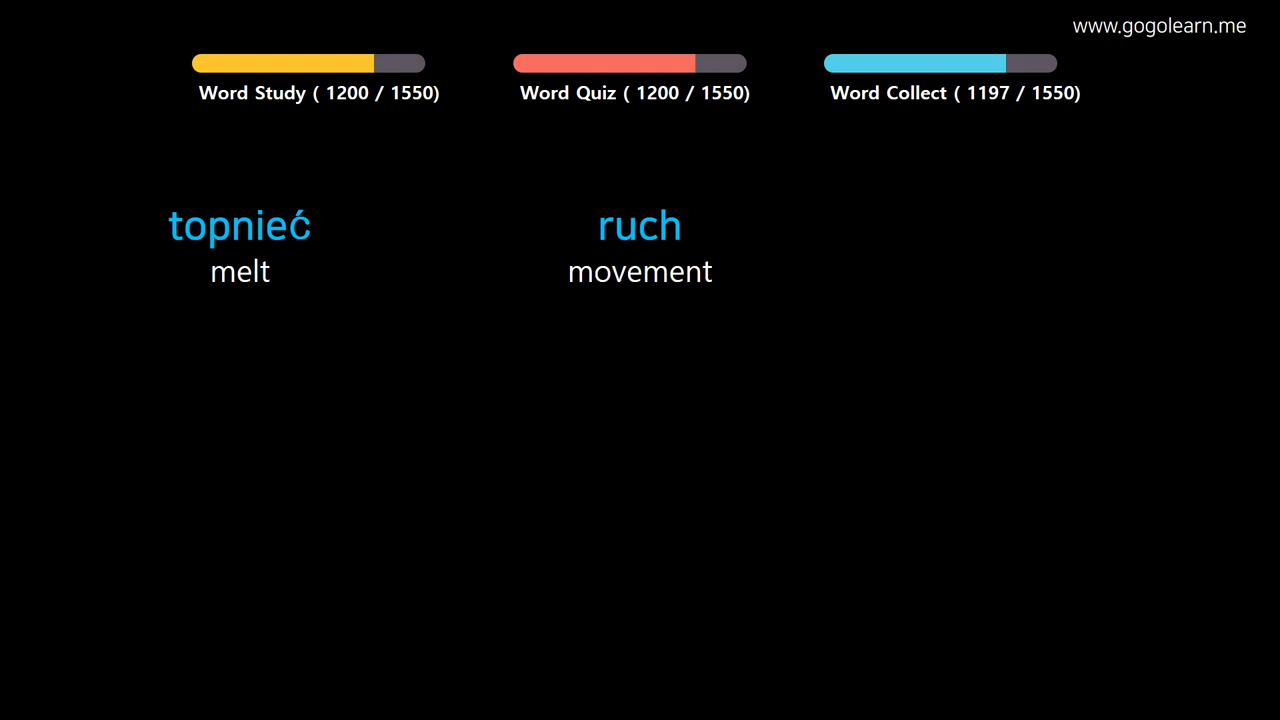 www.gogolearn.me
Word Study ( 1200 / 1550)
Word Quiz ( 1200 / 1550)
Word Collect ( 1197 / 1550)
topnieć
melt
ruch
movement